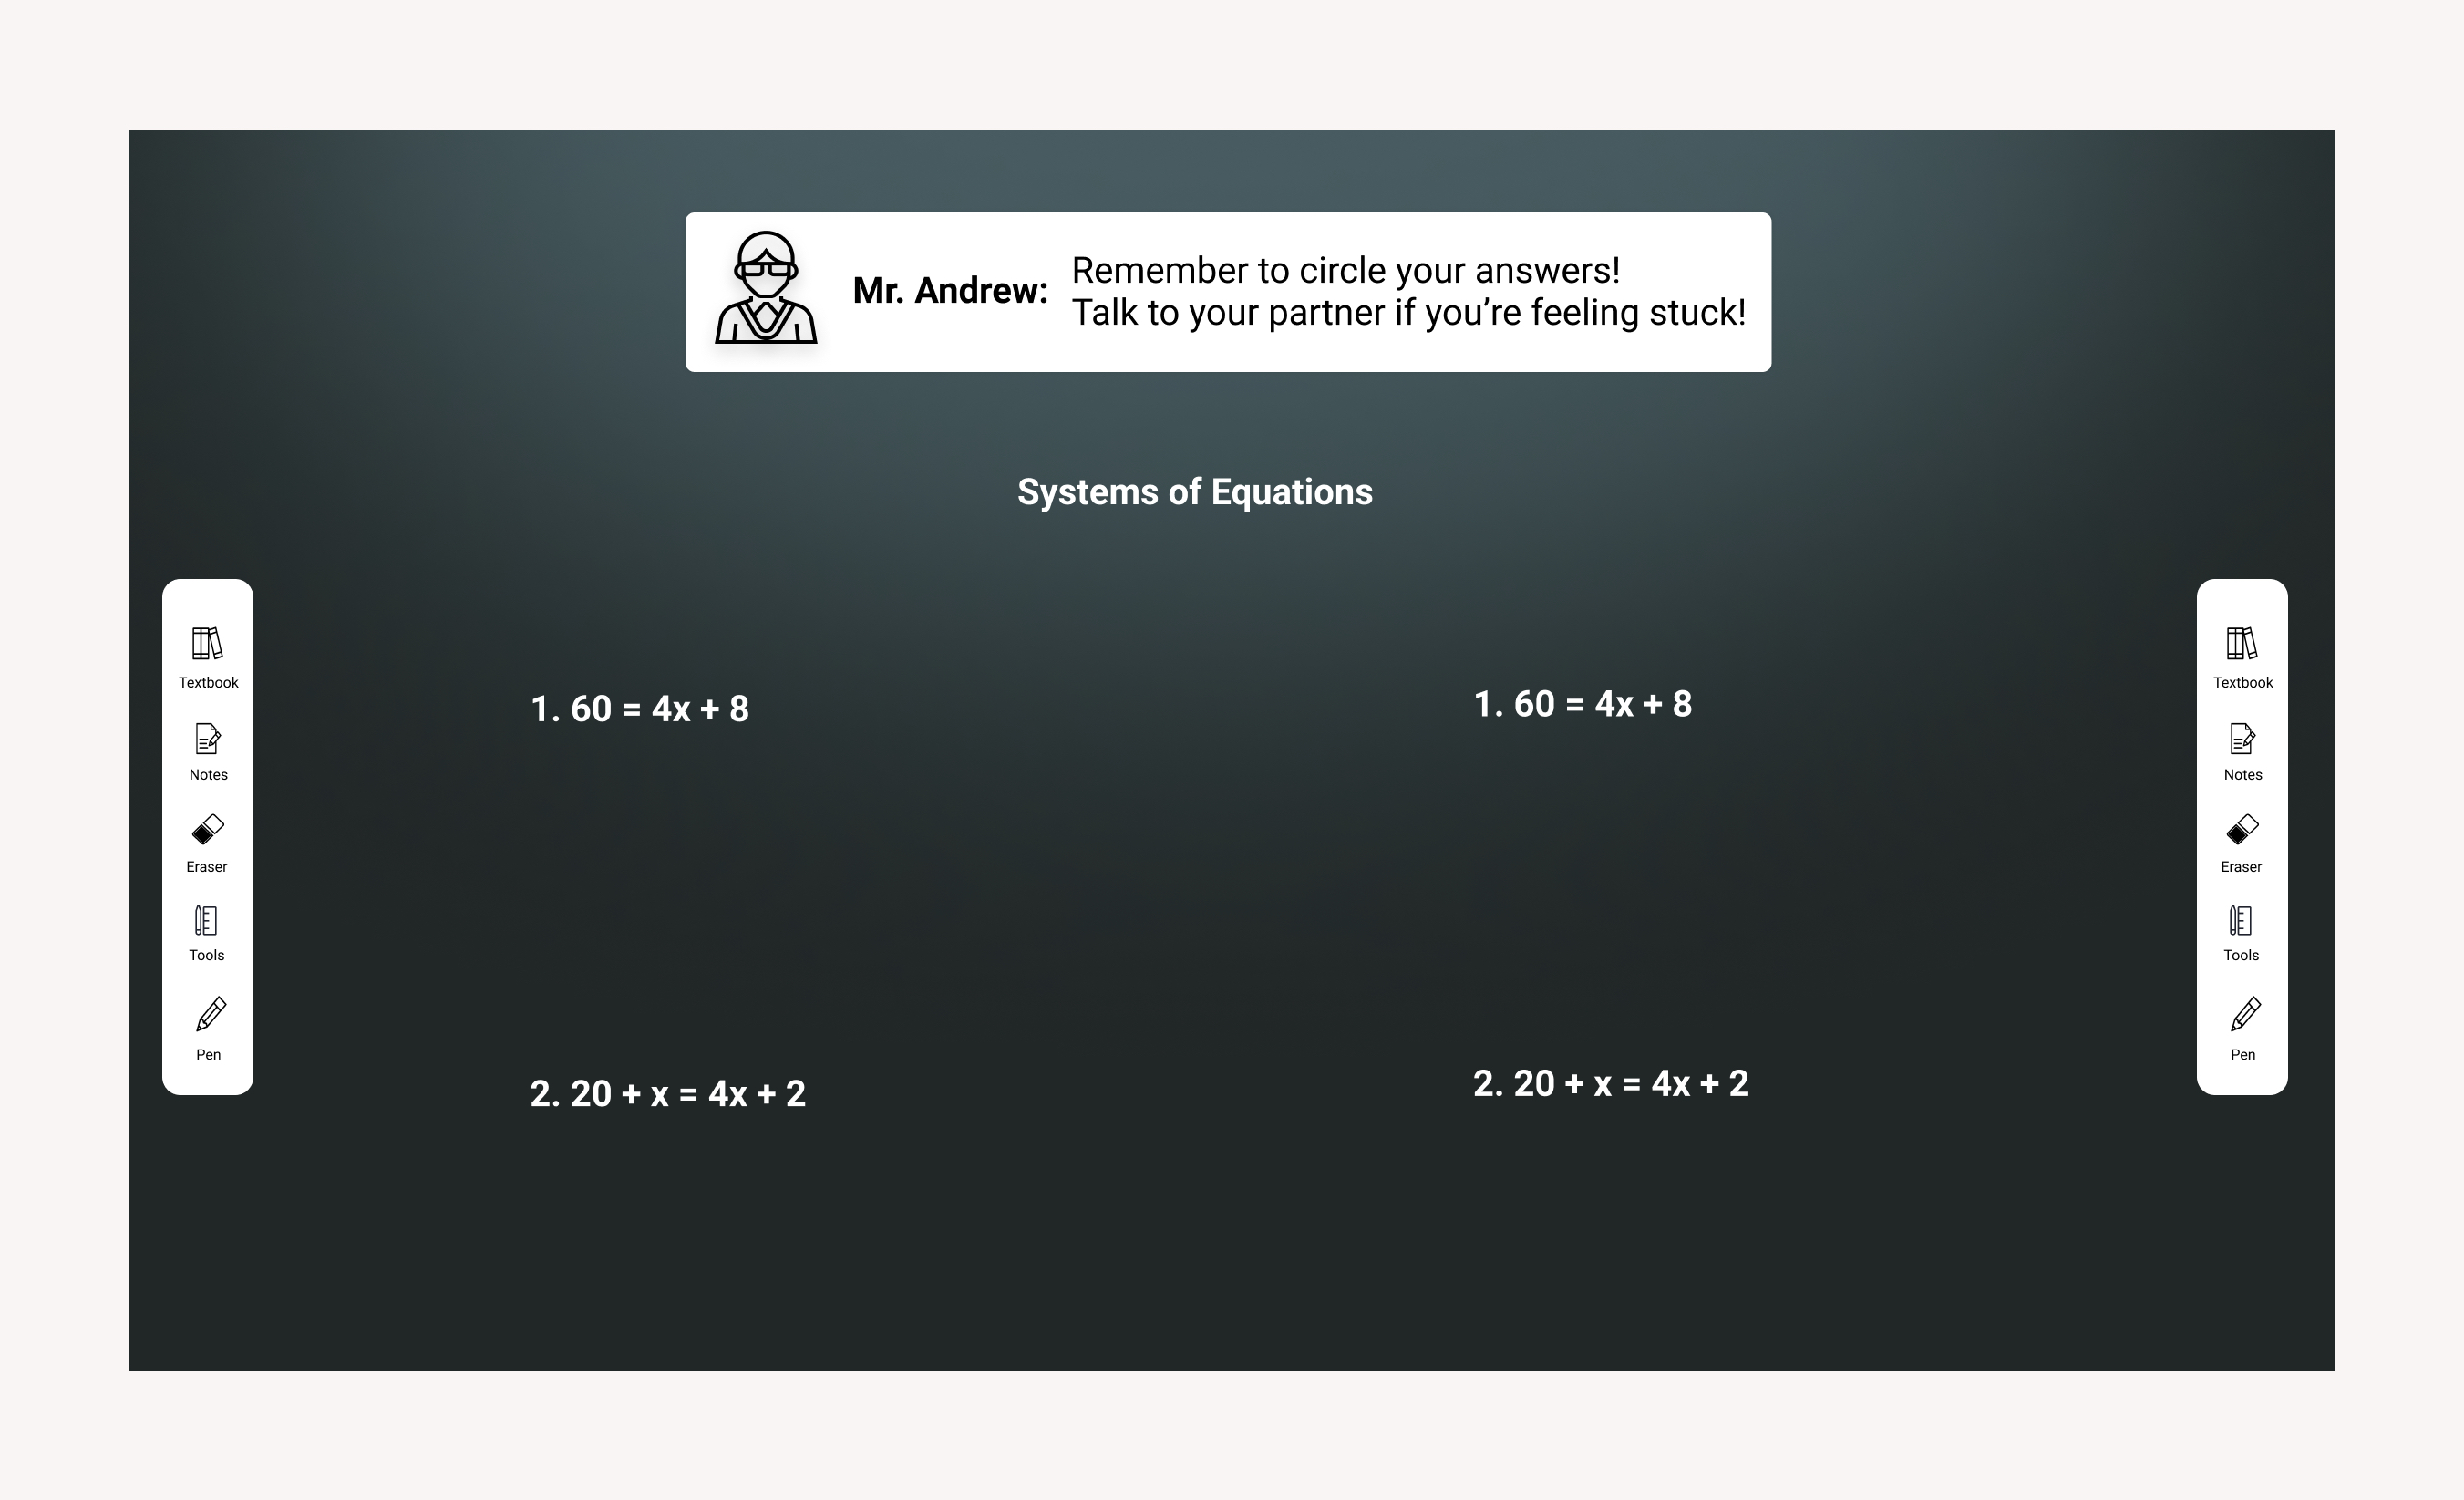 Mr. Andrew:
Remember to circle your answers!
Talk to your partner if you’re feeling stuck!
Systems of Equations
Textbook
Notes
Eraser
Tools
Pen
1. 60 = 4x + 8
2. 20 + x = 4x + 2
1. 60 = 4x + 8
2. 20 + x = 4x + 2
Textbook
Notes
Eraser
Tools
Pen